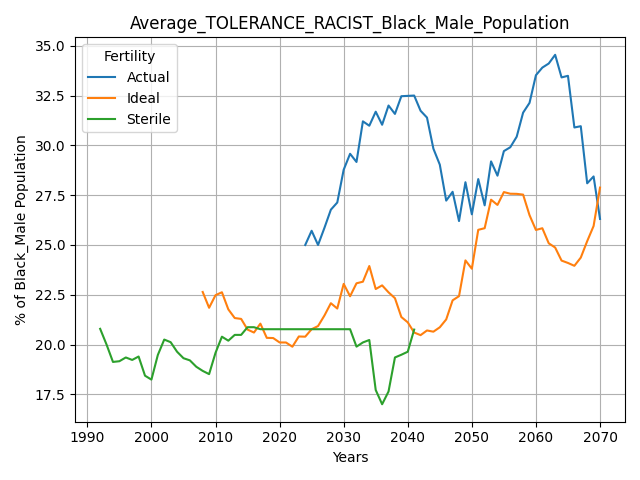 Average_TOLERANCE_RACIST_Black_Male_Population
Fertility
Actual
Ideal
Sterile
% of Black_Male Population
35.0
32.5
30.0
27.5
25.0
22.5
20.0
17.5
1990 2000 2010 2020 2030 2040 2050 2060 2070
Years